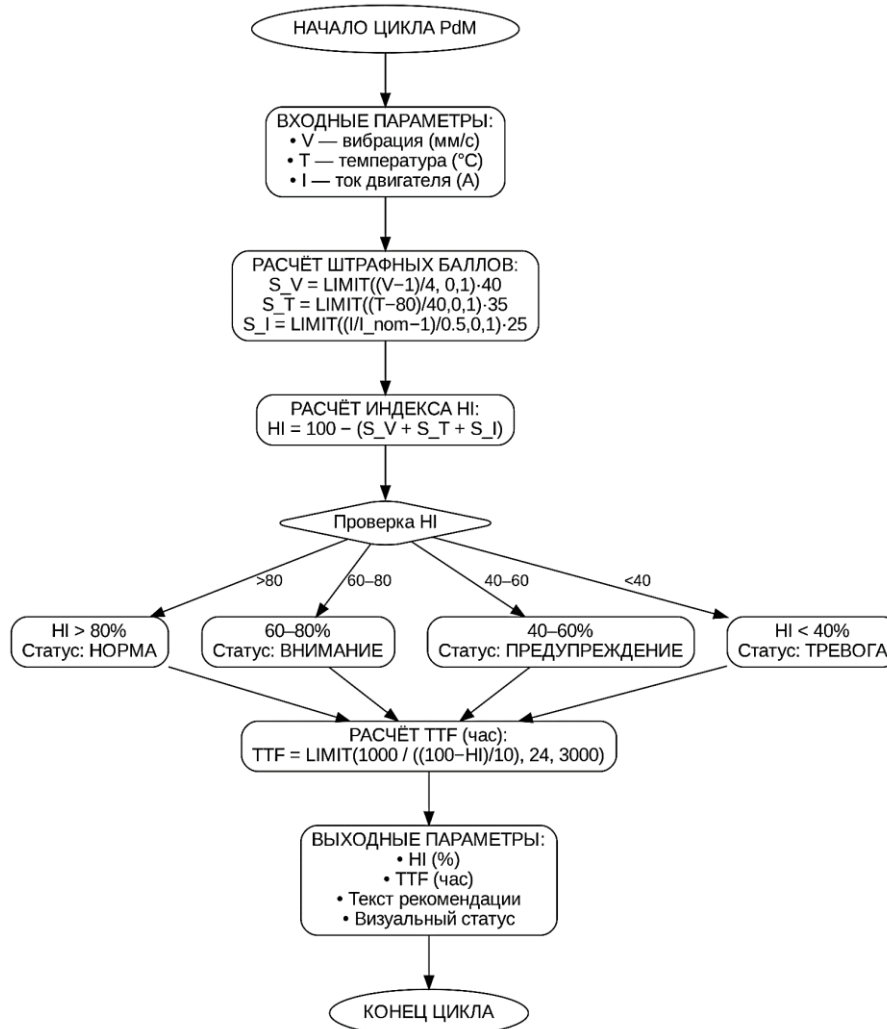 НАЧАЛО ЦИКЛА PdM
ВХОДНЫЕ ПАРАМЕТРЫ:
• V — вибрация (мм/с)
• T — температура (°C)
• I — ток двигателя (А)
РАСЧЁТ ШТРАФНЫХ БАЛЛОВ:
S_V = LIMIT((V−1)/4, 0,1)·40
S_T = LIMIT((T−80)/40,0,1)·35
S_I = LIMIT((I/I_nom−1)/0.5,0,1)·25
РАСЧЁТ ИНДЕКСА HI:
HI = 100 − (S_V + S_T + S_I)
Проверка HI
>80
60–80
40–60
<40
HI > 80%
Статус: НОРМА
60–80%
Статус: ВНИМАНИЕ
40–60%
Статус: ПРЕДУПРЕЖДЕНИЕ
HI < 40%
Статус: ТРЕВОГА
РАСЧЁТ TTF (час):
TTF = LIMIT(1000 / ((100−HI)/10), 24, 3000)
ВЫХОДНЫЕ ПАРАМЕТРЫ:
• HI (%)
• TTF (час)
• Текст рекомендации
• Визуальный статус
КОНЕЦ ЦИКЛА